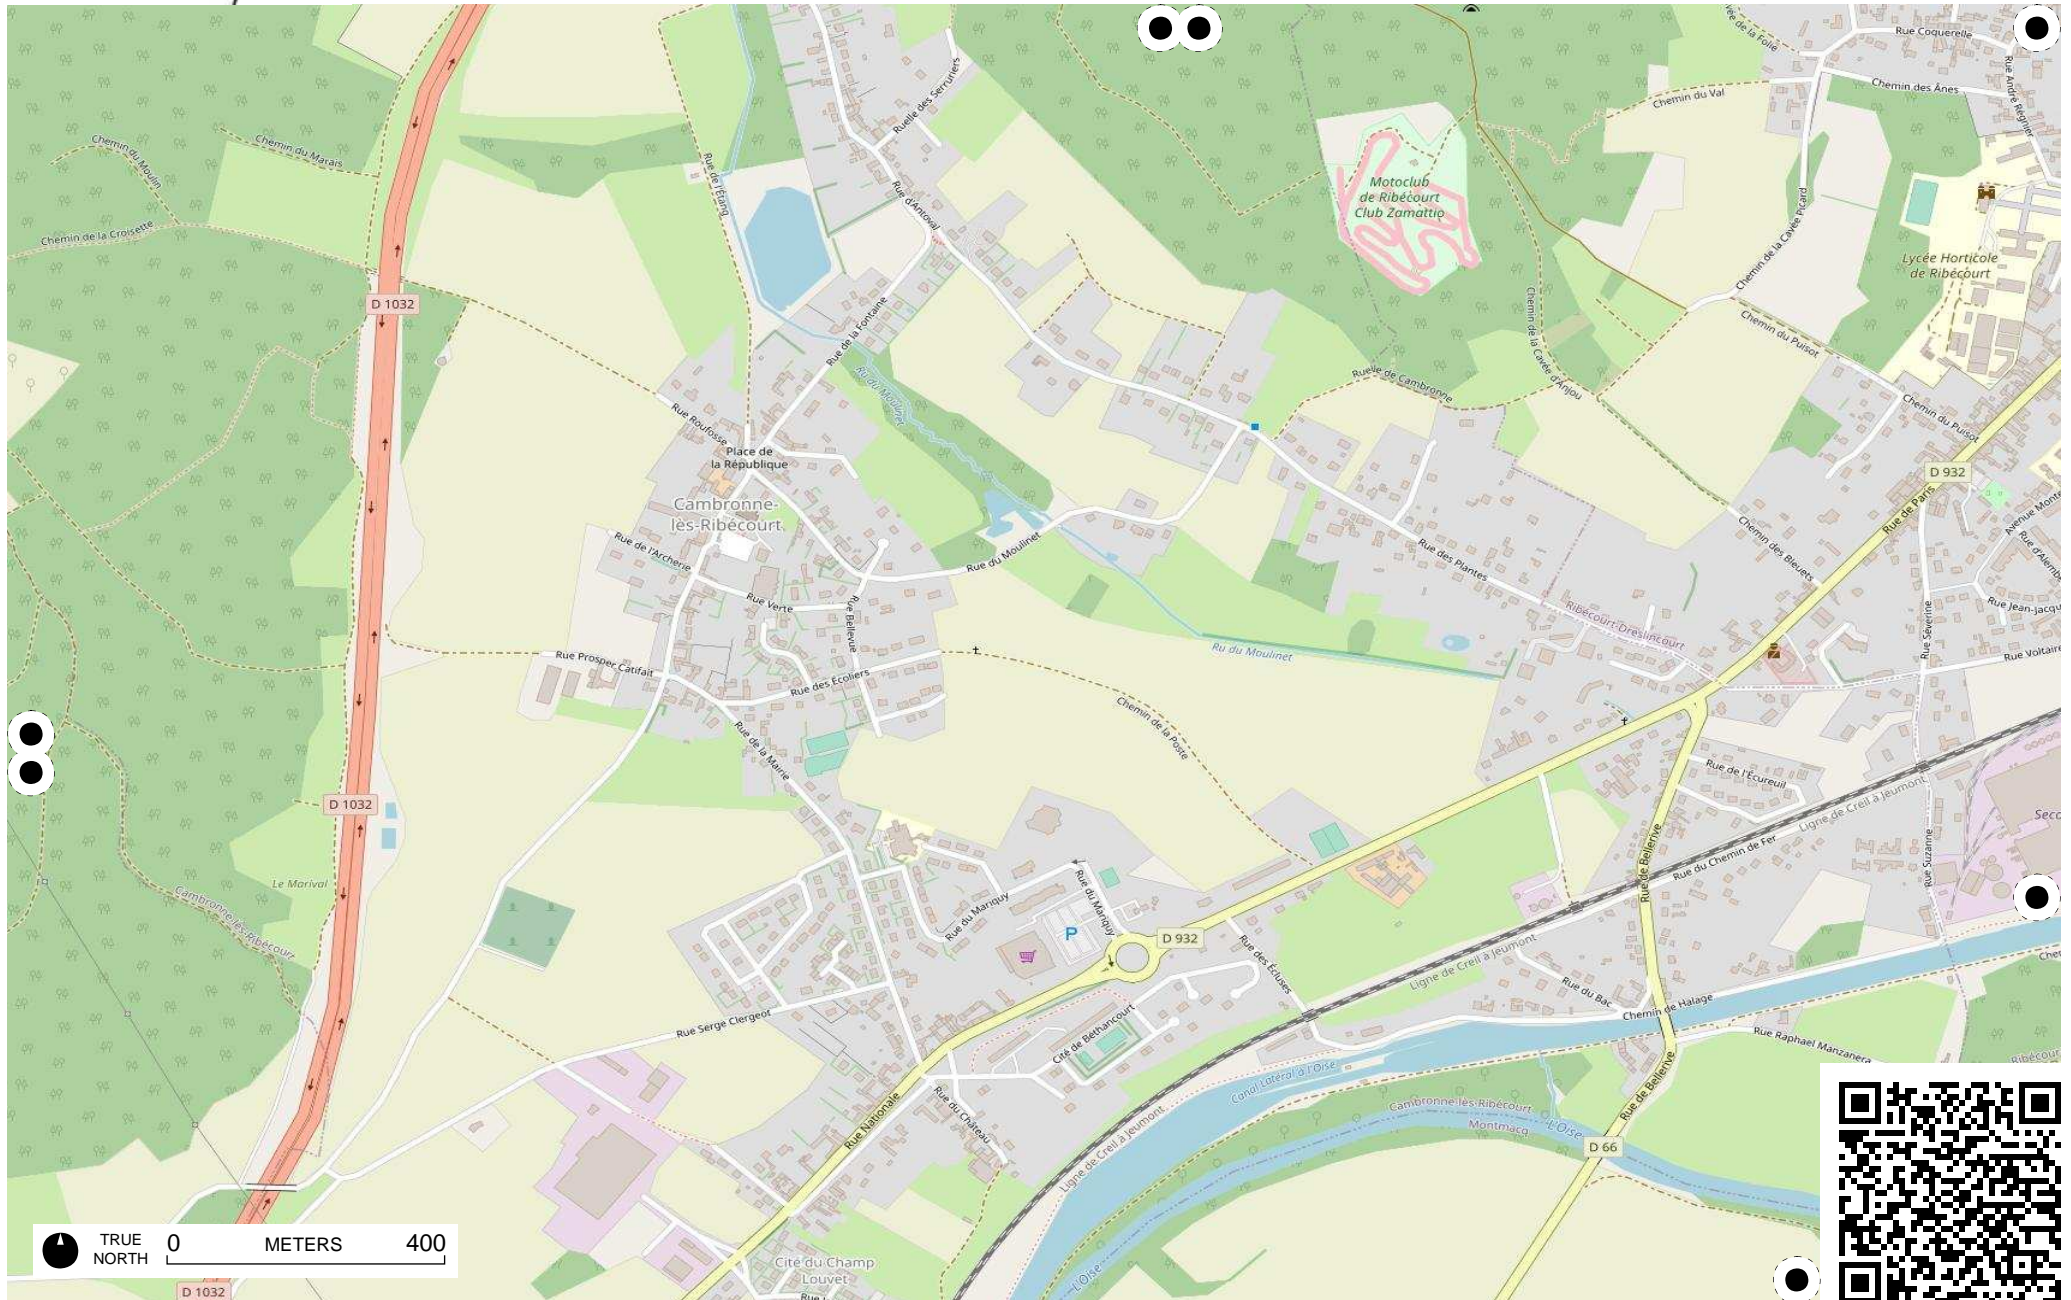 Rue Coquerelle
Chemin des Ânes
Rue André Régnier
Chemin du Val
Ruelle des Serruriers
Chemin du Marais
Chemin du Moulin
Rue de l'Étang
Motoclub
de Ribécourt
Club Zamattio
Rue d'Antoval
Chemin de la Cavée Picard
Chemin de la Croisette
Lycée Horticole
de Ribécourt
D 1032
Rue de la Fontaine
Chemin de la Cavée d'Anjou
Chemin du Puisot
Ru du Moulinet
Ruelle de Cambronne
Rue Roufosse
Chemin du Puisot
Place de
la République
D 932
Cambronne-
lès-Ribécourt
Rue de Paris
Rue de l'Archerie
Rue du Moulinet
Rue des Plantes
Chemin des Bleuets
Rue Verte
Rue Bellevue
Ribécourt-Dreslincourt
Rue Séverine
Rue Voltaire
Rue Prosper Catifait
Ru du Moulinet
Rue des Écoliers
Chemin de la Poste
Rue de la Mairie
Rue de l'Écureuil
Ligne de Creil à Jeumont
D 1032
Rue de Bellerive
Rue du Chemin de Fer
Rue Suzanne
Le Marival
Cambronne-lès-Ribécourt
Rue du Mariquy
Rue du Mariquy
P
D 932
Rue des Écluses
Ligne de Creil à Jeumont
Rue du Bac
Chemin de Halage
Rue Serge Clergeot
Cité de Béthancourt
Rue Raphael Manzanera
Canal Latéral à l'Oise
Rue de Bellerive
Rue Nationale
Rue du Château
Ligne de Creil à Jeumont
Cambronne-lès-Ribécourt
Montmacq
L'Oise
D 66
TRUE
NORTH
0 METERS 400
Cité du Champ
Louvet
L'Oise
D 1032